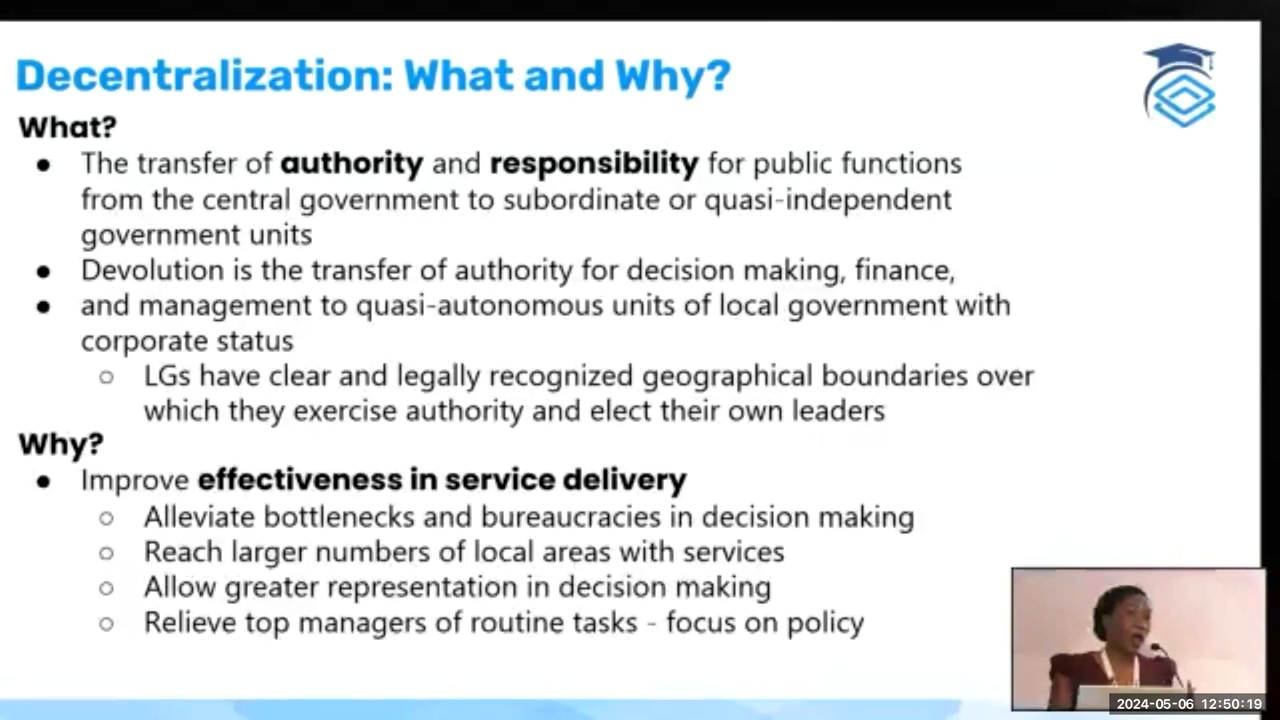 Decentralization: What and Why?
What?
● The transfer of authority and responsibility for public functions
from the central government to subordinate or quasi-independent
government units
● Devolution is the transfer of authority for decision making, finance,
● and management to quasi-autonomous units of local government with
corporate status
○ LGs have clear and legally recognized geographical boundaries over
which they exercise authority and elect their own leaders
Why?
● Improve effectiveness in service delivery
○ Alleviate bottlenecks and bureaucracies in decision making
○ Reach larger numbers of local areas with services
○ Allow greater representation in decision making
○ Relieve top managers of routine tasks - focus on policy
2024-05-06 12:50:19